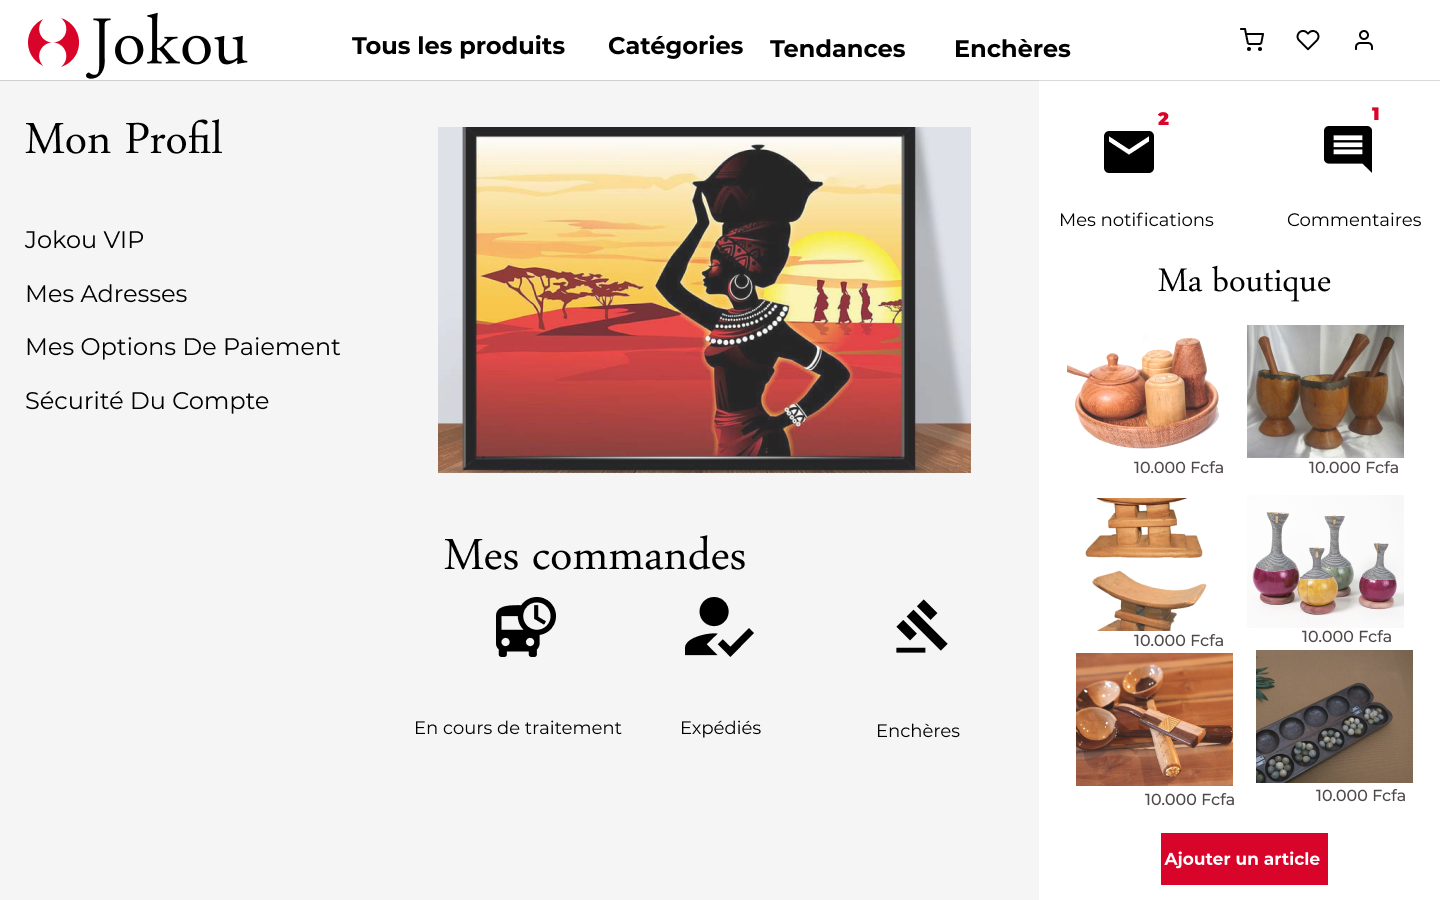 Jokou
Tous les produits
Catégories
Tendances
Enchères
Mon Profil
Jokou VIP
Mes Adresses
Mes Options De Paiement
Sécurité Du Compte
Mes commandes
En cours de traitement
Expédiés
Enchères
2
1
Mes notifications
Commentaires
Ma boutique
10.000 Fcfa
10.000 Fcfa
10.000 Fcfa
10.000 Fcfa
10.000 Fcfa
10.000 Fcfa
Ajouter un article